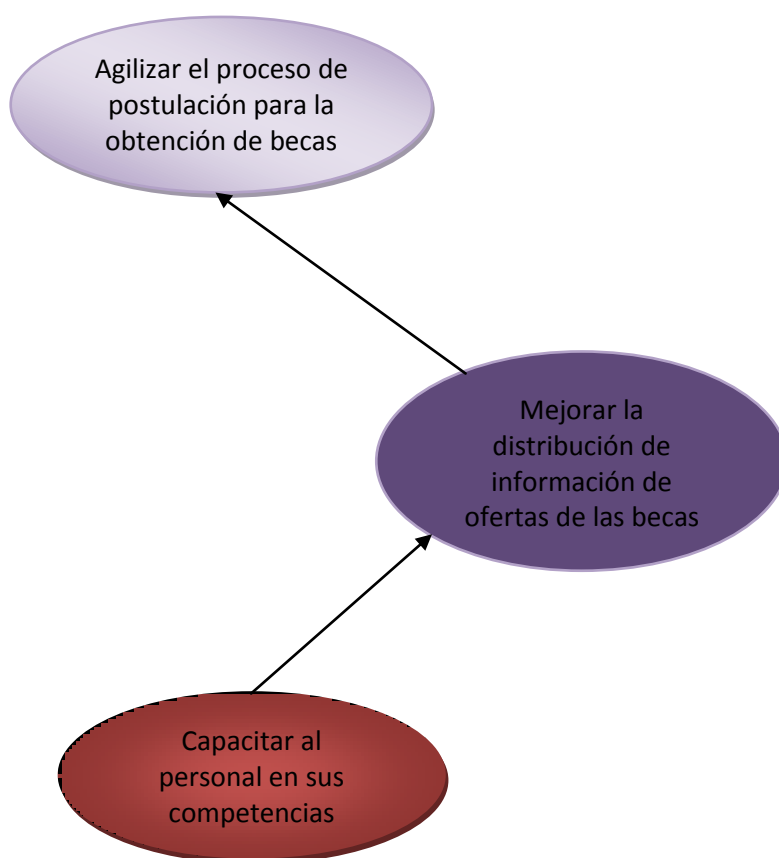 Agilizar el proceso de
postulación para la
obtención de becas
Mejorar la
distribución de
información de
ofertas de las becas
Capacitar al
personal en sus
competencias